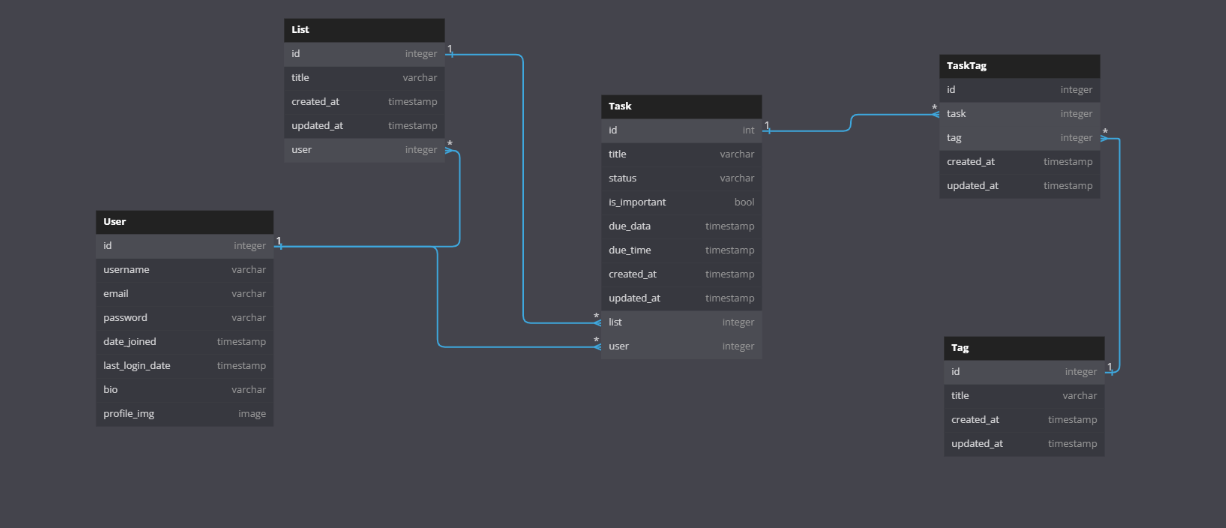 List
id integer
title varchar
created_at timestamp
updated_at timestamp
user integer
1
*
User
id integer
username varchar
email varchar
password varchar
date_joined timestamp
last_login_date timestamp
bio varchar
profile_img image
1
Task
id int
title varchar
status varchar
is_important bool
due_data timestamp
due_time timestamp
created_at timestamp
updated_at timestamp
list integer
user integer
1
*
*
TaskTag
id integer
task integer
tag integer
created_at timestamp
updated_at timestamp
*
*
Tag
id integer
title varchar
created_at timestamp
updated_at timestamp
1